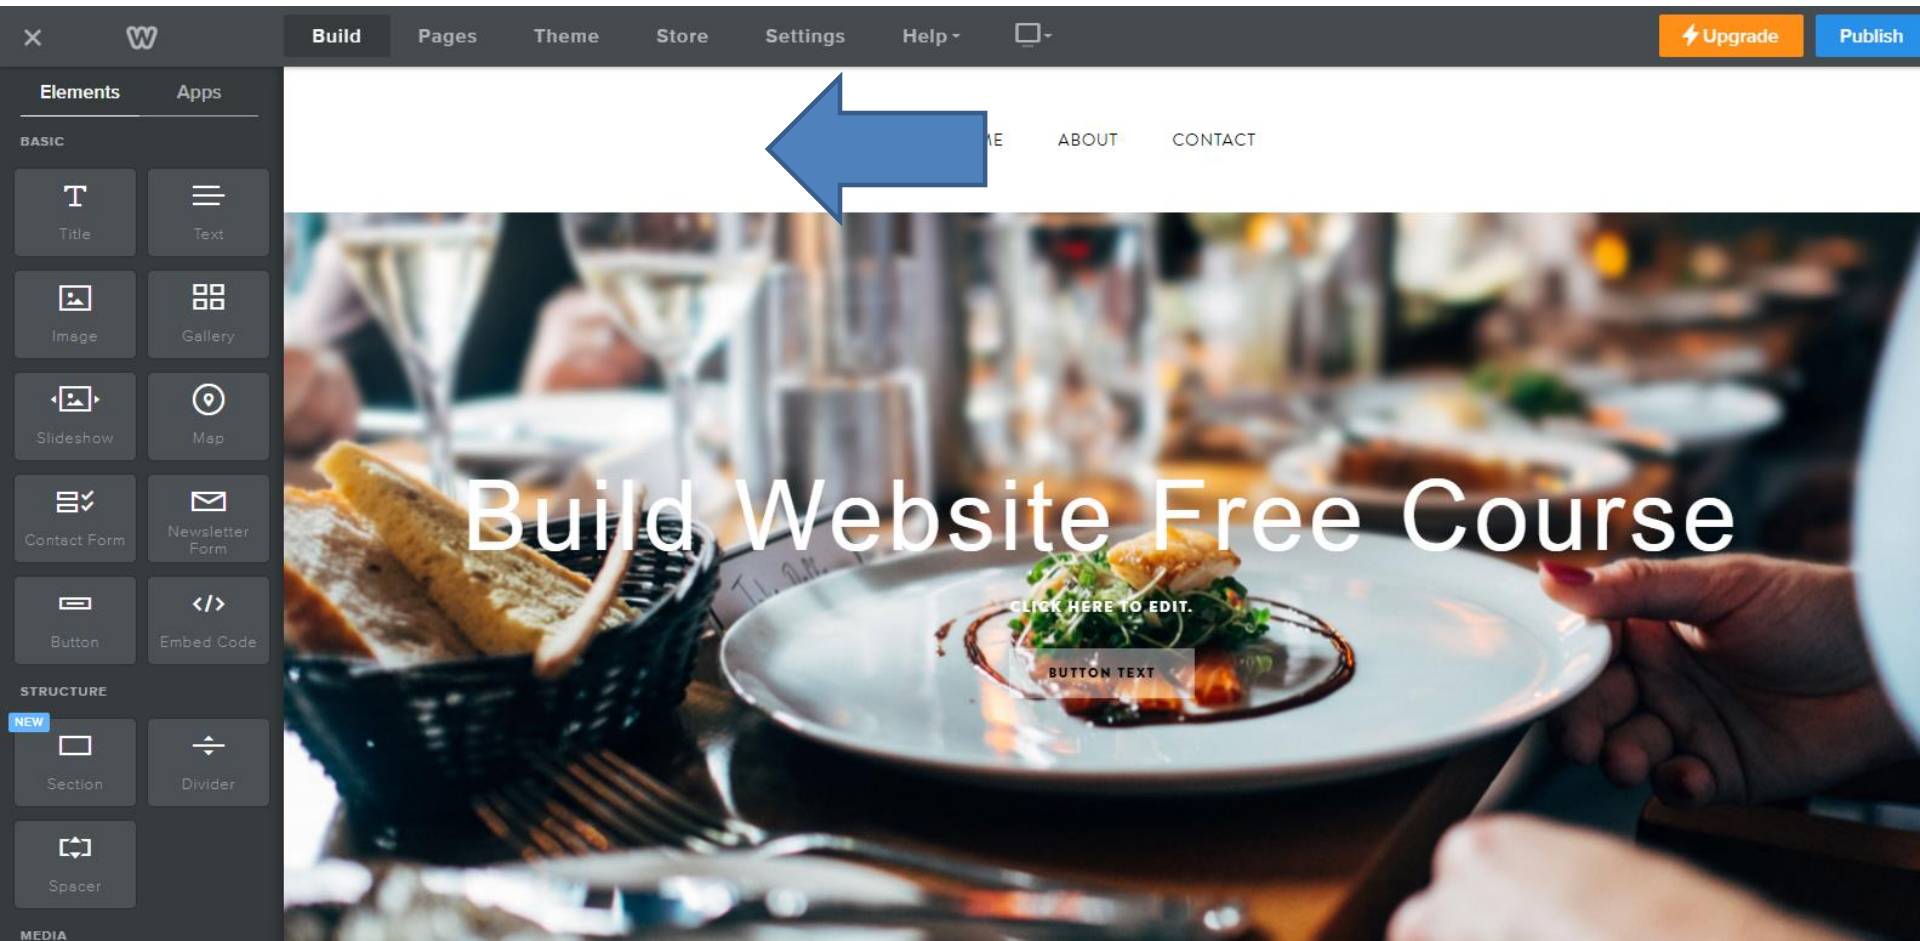 Build Pages Theme Store Settings Help Upgrade Publish
Elements Apps
BASIC
Title Text
Image Gallery
Slideshow Map
Contact Form Newsletter Form
Button Embed Code
STRUCTURE
NEW
Section Divider
Spacer
MEDIA
ABOUT CONTACT
Build Website Free Course
CLICK HERE TO EDIT.
BUTTON TEXT